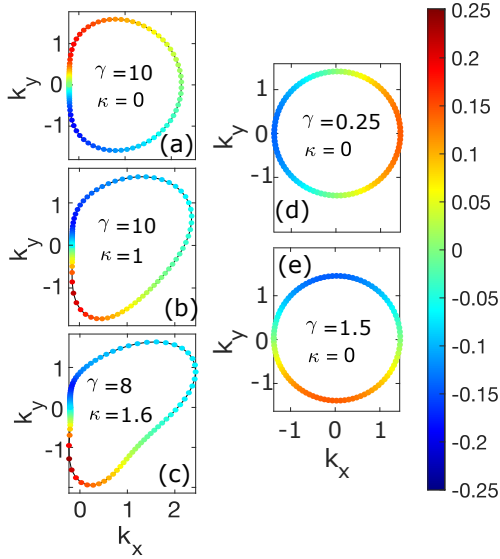 1
0
-1
k_y
γ = 10
κ = 0
(a)
1
0
-1
k_y
γ = 10
κ = 1
(b)
1
0
-1
k_y
γ = 8
κ = 1.6
(c)
0 1 2
k_x
1
0
-1
k_y
γ = 0.25
κ = 0
(d)
(e)
1
0
-1
k_y
γ = 1.5
κ = 0
-1 0 1
k_x
0.25
0.2
0.15
0.1
0.05
0
-0.05
-0.1
-0.15
-0.2
-0.25